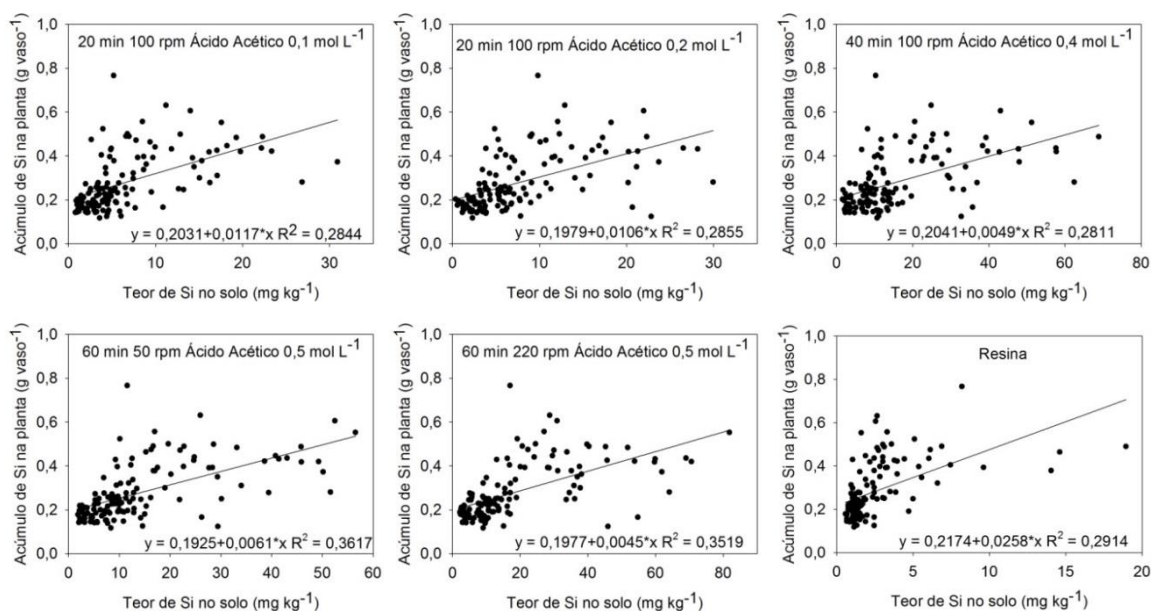 20 min 100 rpm Ácido Acético 0,1 mol L⁻¹
Acúmulo de Si na planta (g vaso⁻¹)
1,0
0,8
0,6
0,4
0,2
0,0
y = 0,2031+0,0117*x R² = 0,2844
0 10 20 30
Teor de Si no solo (mg kg⁻¹)
20 min 100 rpm Ácido Acético 0,2 mol L⁻¹
Acúmulo de Si na planta (g vaso⁻¹)
1,0
0,8
0,6
0,4
0,2
0,0
y = 0,1979+0,0106*x R² = 0,2855
0 10 20 30
Teor de Si no solo (mg kg⁻¹)
40 min 100 rpm Ácido Acético 0,4 mol L⁻¹
Acúmulo de Si na planta (g vaso⁻¹)
1,0
0,8
0,6
0,4
0,2
0,0
y = 0,2041+0,0049*x R² = 0,2811
0 20 40 60 80
Teor de Si no solo (mg kg⁻¹)
60 min 50 rpm Ácido Acético 0,5 mol L⁻¹
Acúmulo de Si na planta (g vaso⁻¹)
1,0
0,8
0,6
0,4
0,2
0,0
y = 0,1925+0,0061*x R² = 0,3617
0 10 20 30 40 50 60
Teor de Si no solo (mg kg⁻¹)
60 min 220 rpm Ácido Acético 0,5 mol L⁻¹
Acúmulo de Si na planta (g vaso⁻¹)
1,0
0,8
0,6
0,4
0,2
0,0
y = 0,1977+0,0045*x R² = 0,3519
0 20 40 60 80
Teor de Si no solo (mg kg⁻¹)
Resina
Acúmulo de Si na planta (g vaso⁻¹)
1,0
0,8
0,6
0,4
0,2
0,0
y = 0,2174+0,0258*x R² = 0,2914
0 5 10 15 20
Teor de Si no solo (mg kg⁻¹)